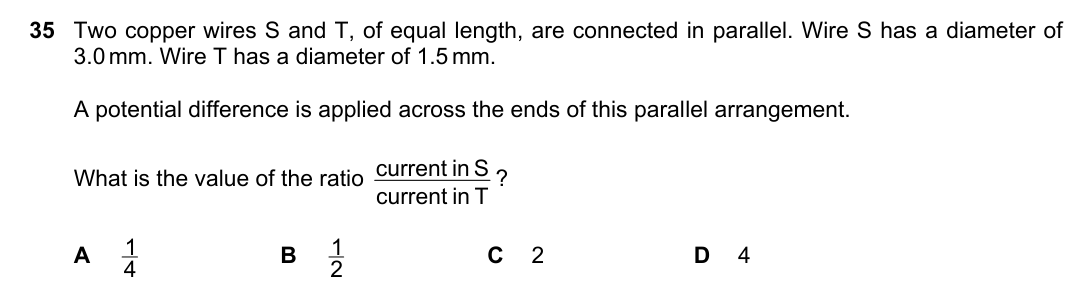 35 Two copper wires S and T, of equal length, are connected in parallel. Wire S has a diameter of
3.0 mm. Wire T has a diameter of 1.5 mm.
A potential difference is applied across the ends of this parallel arrangement.
What is the value of the ratio current in S / current in T ?
A 1/4 B 1/2 C 2 D 4